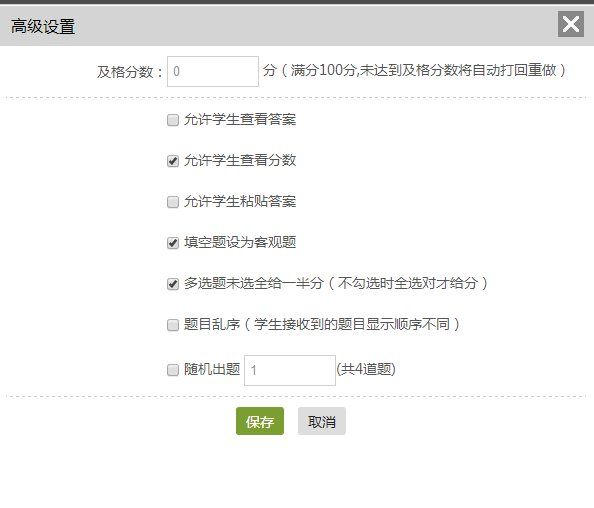 高级设置
及格分数： 0 分（满分100分,未达到及格分数将自动打回重做）
允许学生查看答案
允许学生查看分数
允许学生粘贴答案
填空题设为客观题
多选题未选全给一半分（不勾选时全选对才给分）
题目乱序（学生接收到的题目显示顺序不同）
随机出题 1 (共4道题)
保存 取消